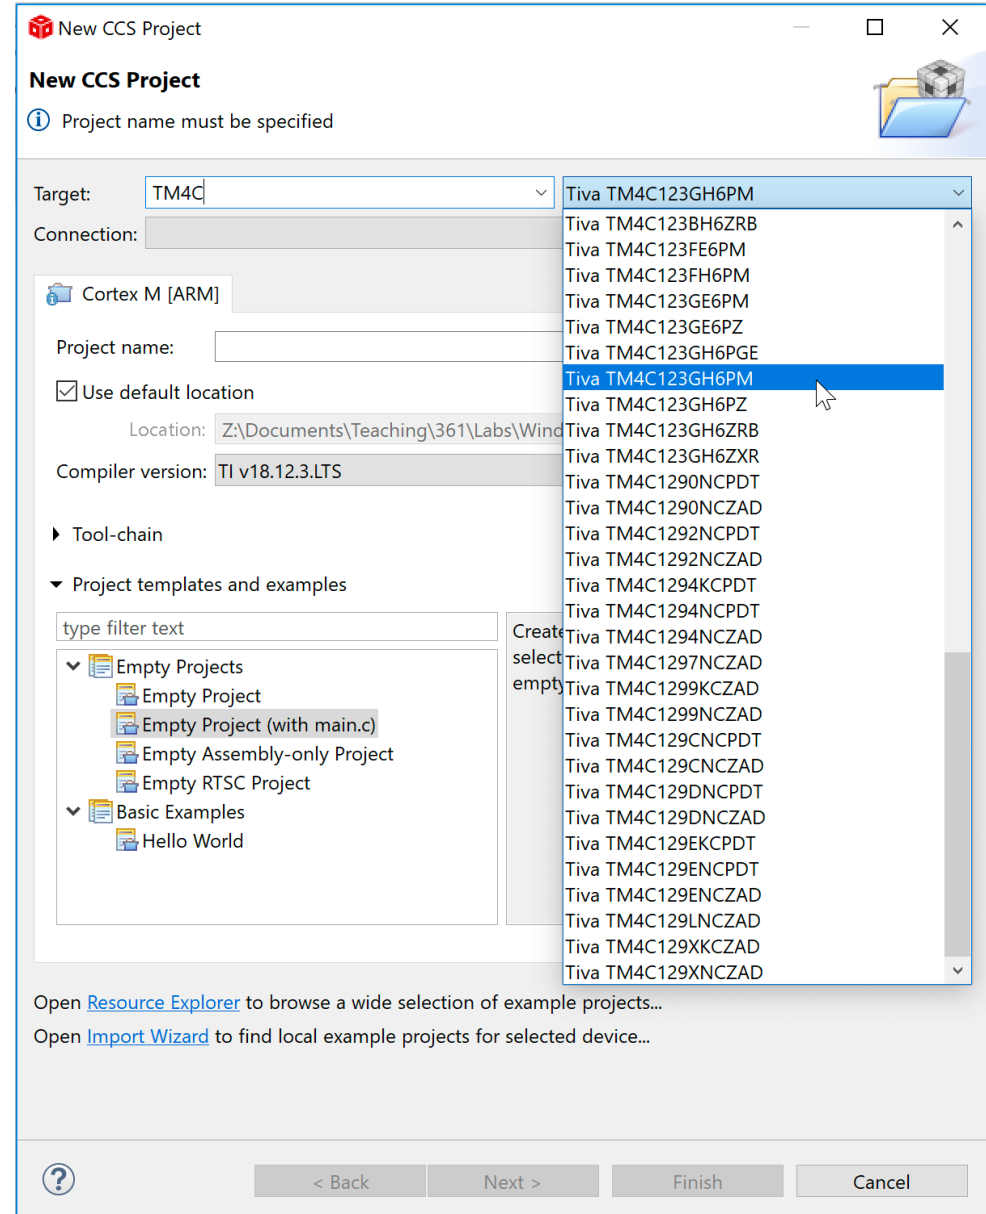 New CCS Project
New CCS Project
Project name must be specified
Target:
TM4C
Tiva TM4C123GH6PM
Connection:
Tiva TM4C123BH6ZRB
Tiva TM4C123FE6PM
Tiva TM4C123FH6PM
Tiva TM4C123GE6PM
Tiva TM4C123GE6PZ
Tiva TM4C123GH6PGE
Tiva TM4C123GH6PM
Tiva TM4C123GH6PZ
Tiva TM4C123GH6ZRB
Tiva TM4C123GH6ZXR
Tiva TM4C1290NCPDT
Tiva TM4C1290NCZAD
Tiva TM4C1292NCPDT
Tiva TM4C1292NCZAD
Tiva TM4C1294KCPDT
Tiva TM4C1294NCPDT
Tiva TM4C1294NCZAD
Tiva TM4C1297NCZAD
Tiva TM4C1299KCZAD
Tiva TM4C1299NCZAD
Tiva TM4C129CNCPDT
Tiva TM4C129CNCZAD
Tiva TM4C129DNCPDT
Tiva TM4C129DNCZAD
Tiva TM4C129EKCPDT
Tiva TM4C129ENCPDT
Tiva TM4C129ENCZAD
Tiva TM4C129LNCZAD
Tiva TM4C129XKCZAD
Tiva TM4C129XNCZAD
Cortex M [ARM]
Project name:
Use default location
Location:
Z:\Documents\Teaching\361\Labs\Wind
Compiler version:
TI v18.12.3.LTS
Tool-chain
Project templates and examples
type filter text
Empty Projects
Empty Project
Empty Project (with main.c)
Empty Assembly-only Project
Empty RTSC Project
Basic Examples
Hello World
Create
select
empty
Open Resource Explorer to browse a wide selection of example projects...
Open Import Wizard to find local example projects for selected device...
?
< Back
Next >
Finish
Cancel